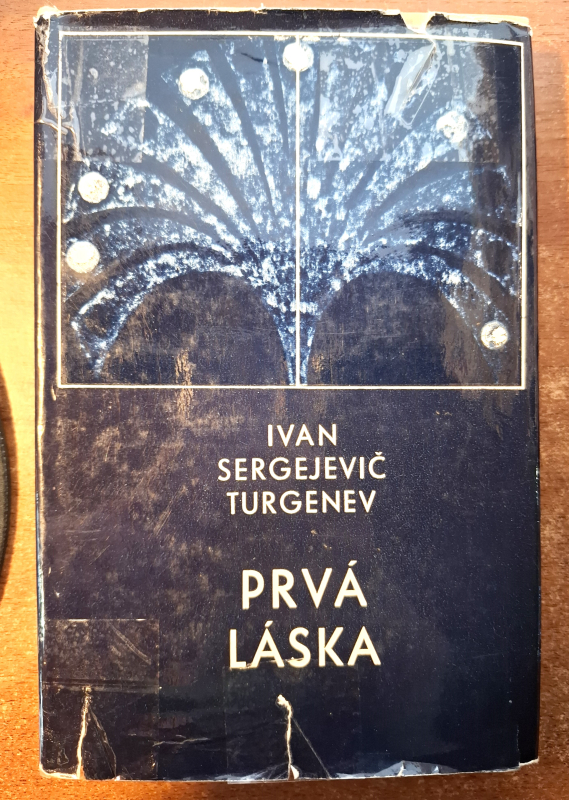 IVAN
SERGEJEVIČ
TURGENEV
PRVÁ
LÁSKA